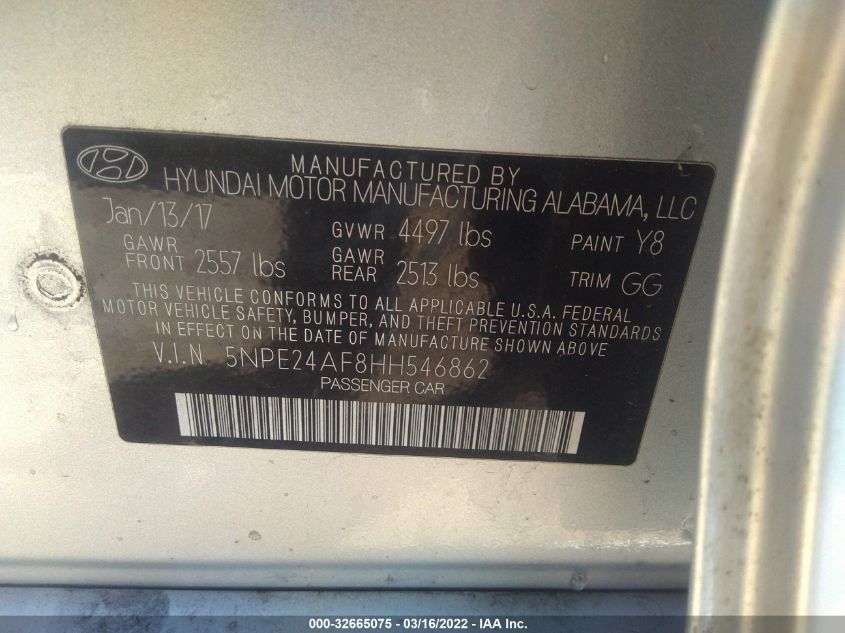 MANUFACTURED BY
HYUNDAI MOTOR MANUFACTURING ALABAMA, LLC
Jan/13/17
GVWR 4497 lbs
PAINT Y8
GAWR FRONT 2557 lbs
GAWR REAR 2513 lbs
TRIM GG
THIS VEHICLE CONFORMS TO ALL APPLICABLE U.S.A. FEDERAL
MOTOR VEHICLE SAFETY, BUMPER, AND THEFT PREVENTION STANDARDS
IN EFFECT ON THE DATE OF MANUFACTURE SHOWN ABOVE
V.I.N. 5NPE24AF8HH546862
PASSENGER CAR
000-32665075 - 03/16/2022 - IAA Inc.